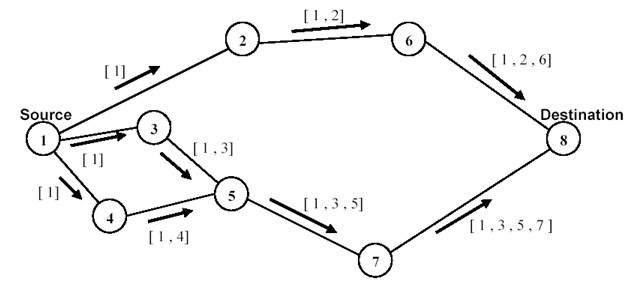 [ 1 , 2 ]
2
6
[ 1 ]
[ 1 , 2 , 6 ]
Source
Destination
1
3
8
[ 1 ]
[ 1 , 3 ]
[ 1 ]
5
[ 1 , 3 , 5 ]
4
[ 1 , 4 ]
[ 1 , 3 , 5 , 7 ]
7